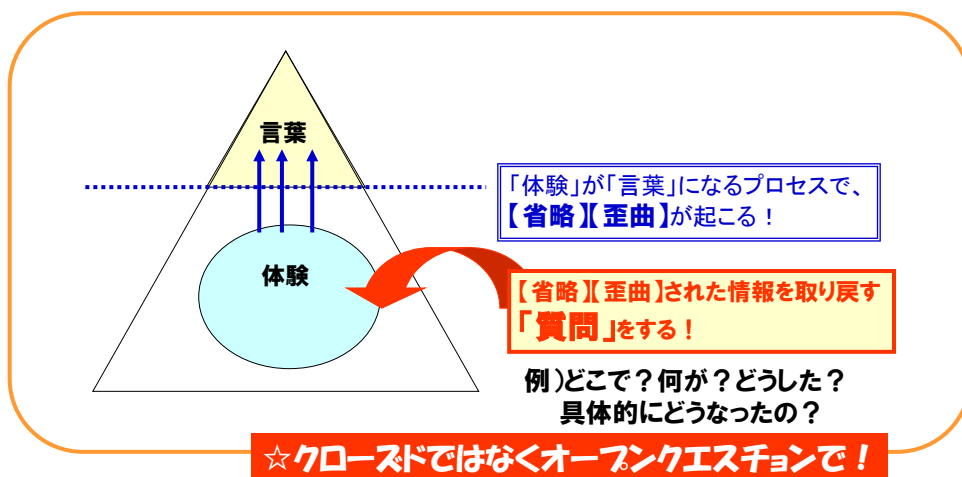 言葉
「体験」が「言葉」になるプロセスで、
【省略】【歪曲】が起こる！
体験
【省略】【歪曲】された情報を取り戻す
「質問」をする！
例）どこで？何が？どうした？
具体的にどうなったの？
☆クローズドではなくオープンクエスチョンで！